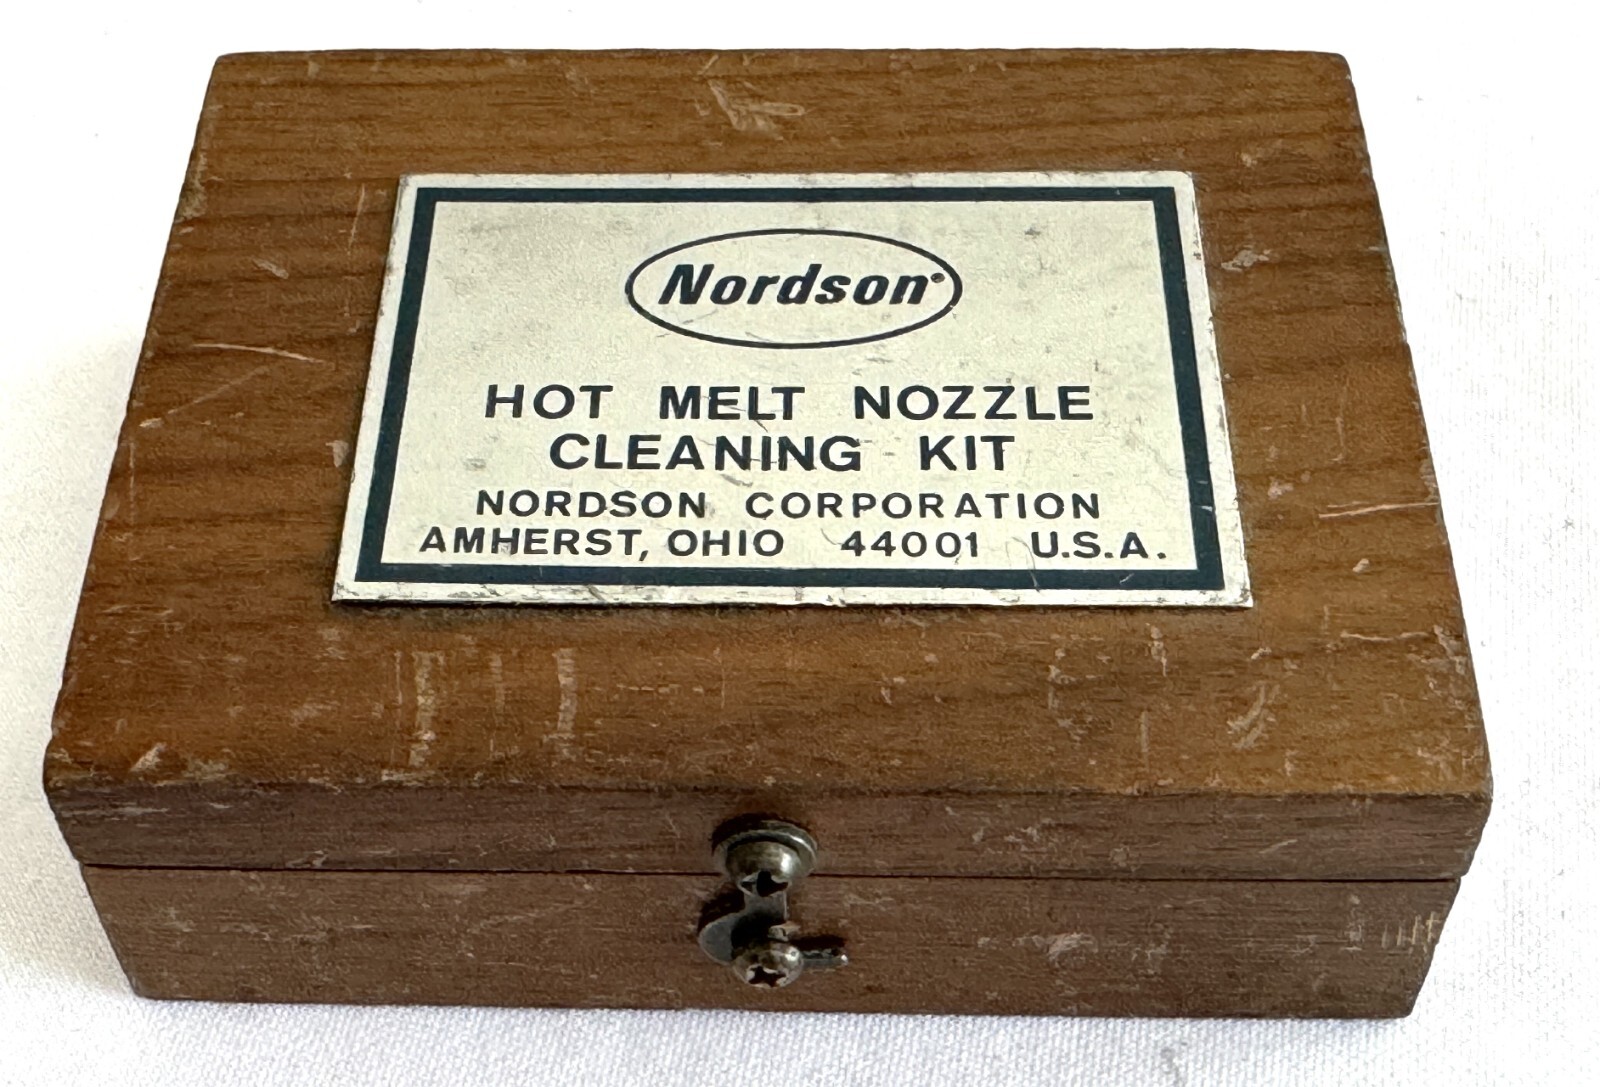 Nordson®
HOT MELT NOZZLE
CLEANING KIT
NORDSON CORPORATION
AMHERST, OHIO 44001 U.S.A.